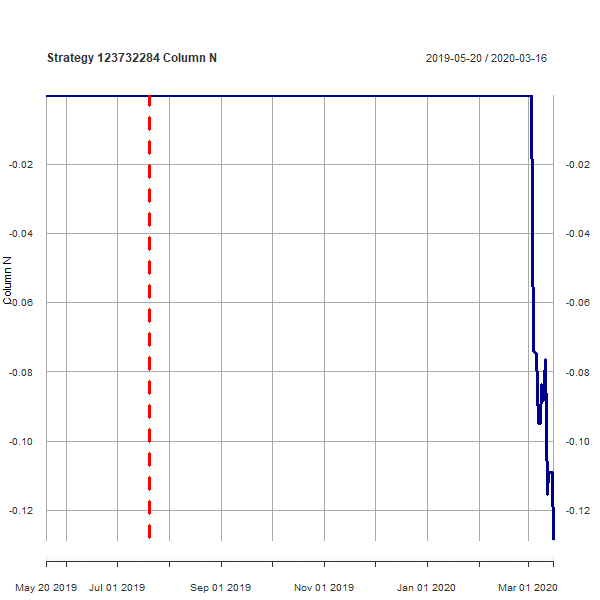 Strategy 123732284 Column N
2019-05-20 / 2020-03-16
-0.02 -0.02
-0.04 -0.04
Column N
-0.06 -0.06
-0.08 -0.08
-0.10 -0.10
-0.12 -0.12
May 20 2019 Jul 01 2019 Sep 01 2019 Nov 01 2019 Jan 01 2020 Mar 01 2020